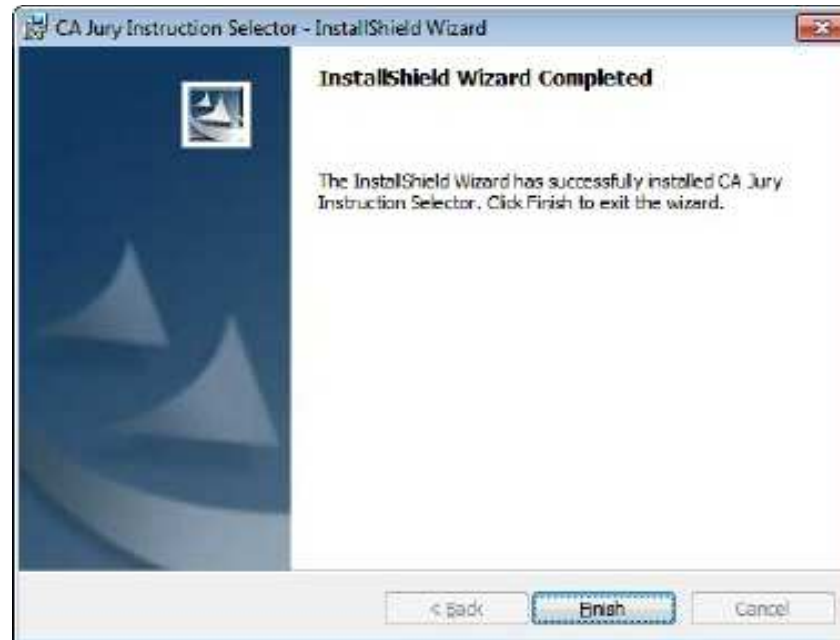 CA Jury Instruction Selector - InstallShield Wizard
InstallShield Wizard Completed
The InstallShield Wizard has successfully installed CA Jury
Instruction Selector. Click Finish to exit the wizard.
< Back
Finish
Cancel